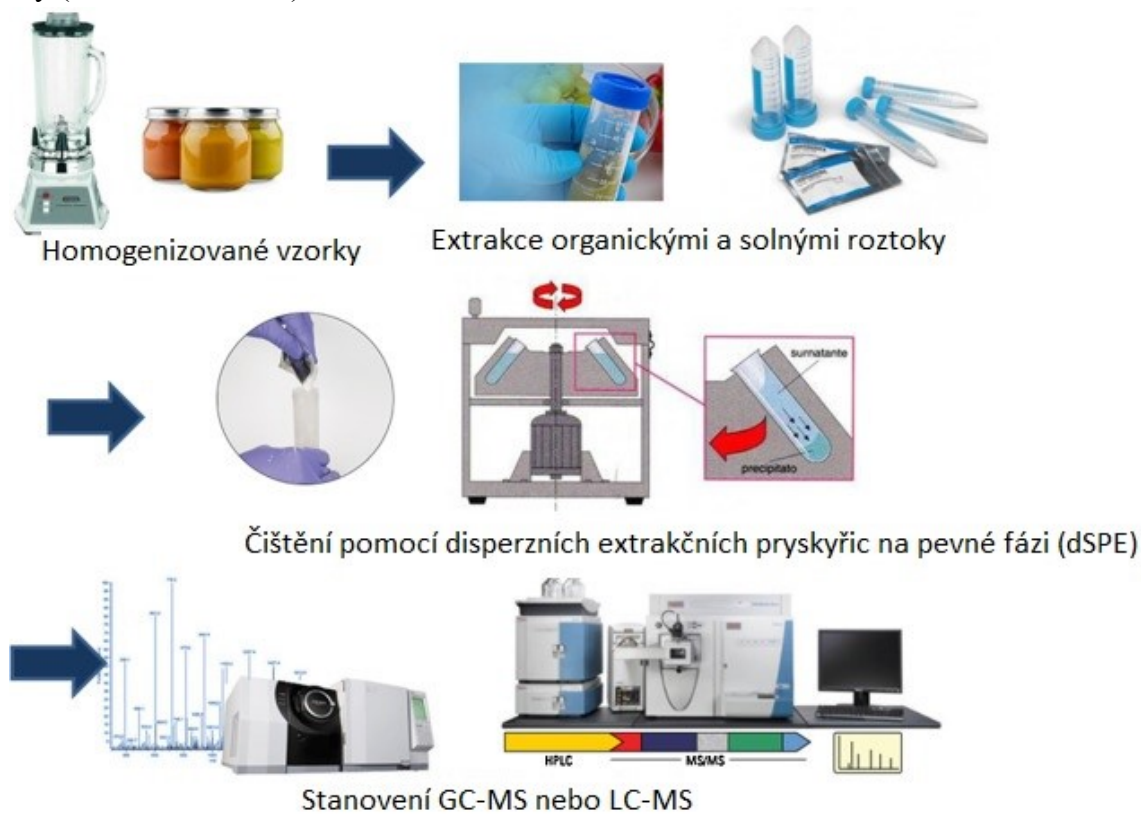 Homogenizované vzorky
Extrakce organickými a solnými roztoky
surnatante
precipitato
Čištění pomocí disperzních extrakčních pryskyřic na pevné fázi (dSPE)
HPLC
MS/MS
Stanovení GC-MS nebo LC-MS